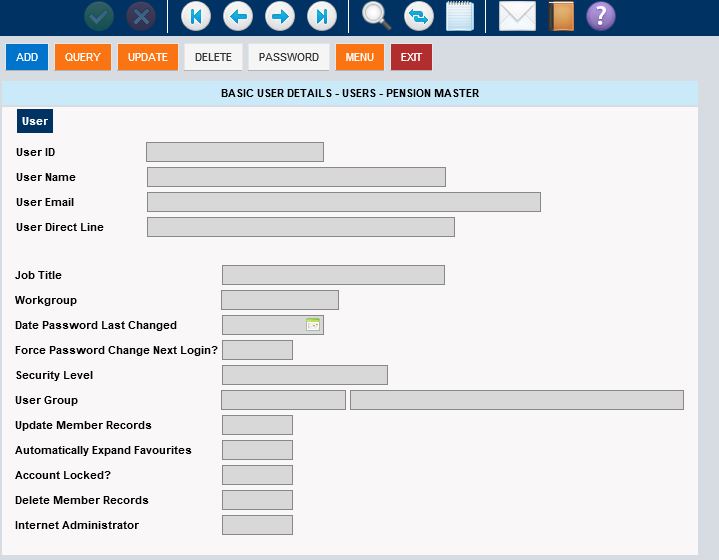 ?
ADD QUERY UPDATE DELETE PASSWORD MENU EXIT
BASIC USER DETAILS - USERS - PENSION MASTER
User
User ID
User Name
User Email
User Direct Line
Job Title
Workgroup
Date Password Last Changed
Force Password Change Next Login?
Security Level
User Group
Update Member Records
Automatically Expand Favourites
Account Locked?
Delete Member Records
Internet Administrator